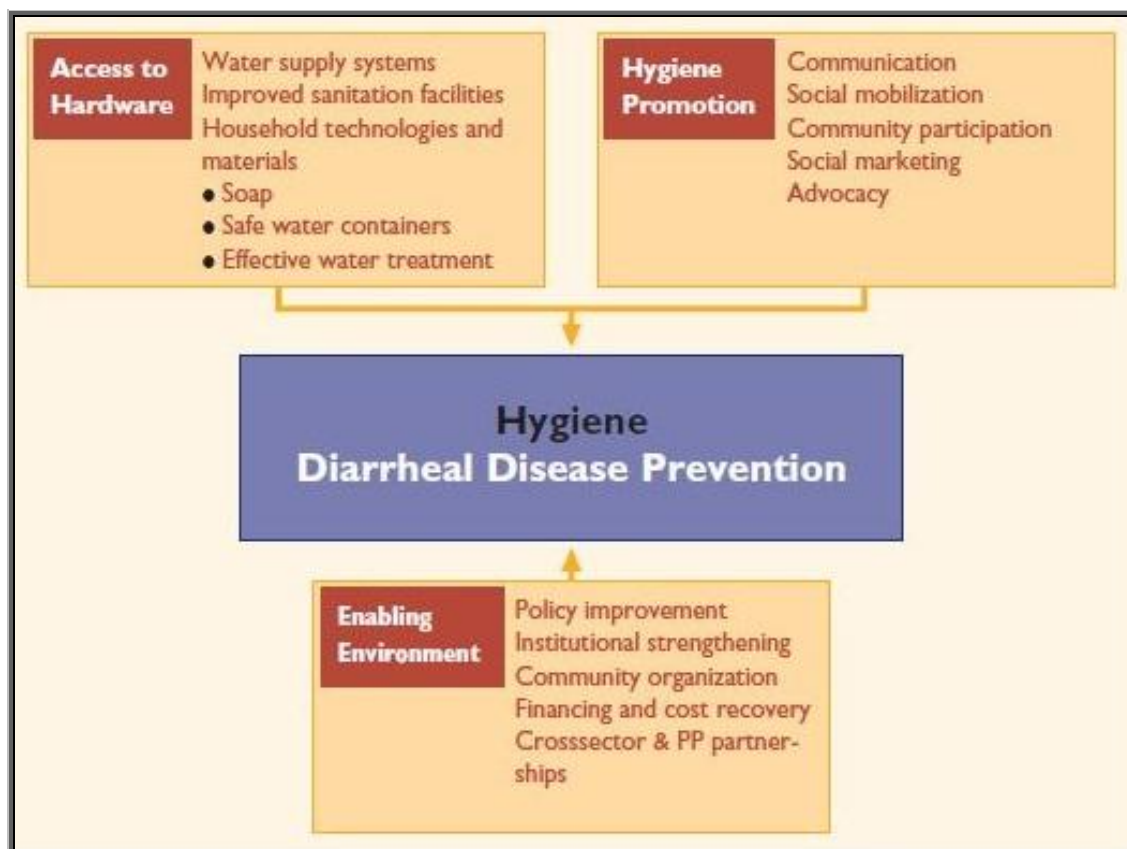 Access to
Hardware
Water supply systems
Improved sanitation facilities
Household technologies and
materials
● Soap
● Safe water containers
● Effective water treatment
Hygiene
Promotion
Communication
Social mobilization
Community participation
Social marketing
Advocacy
Hygiene
Diarrheal Disease Prevention
Enabling
Environment
Policy improvement
Institutional strengthening
Community organization
Financing and cost recovery
Crosssector & PP partner-
ships